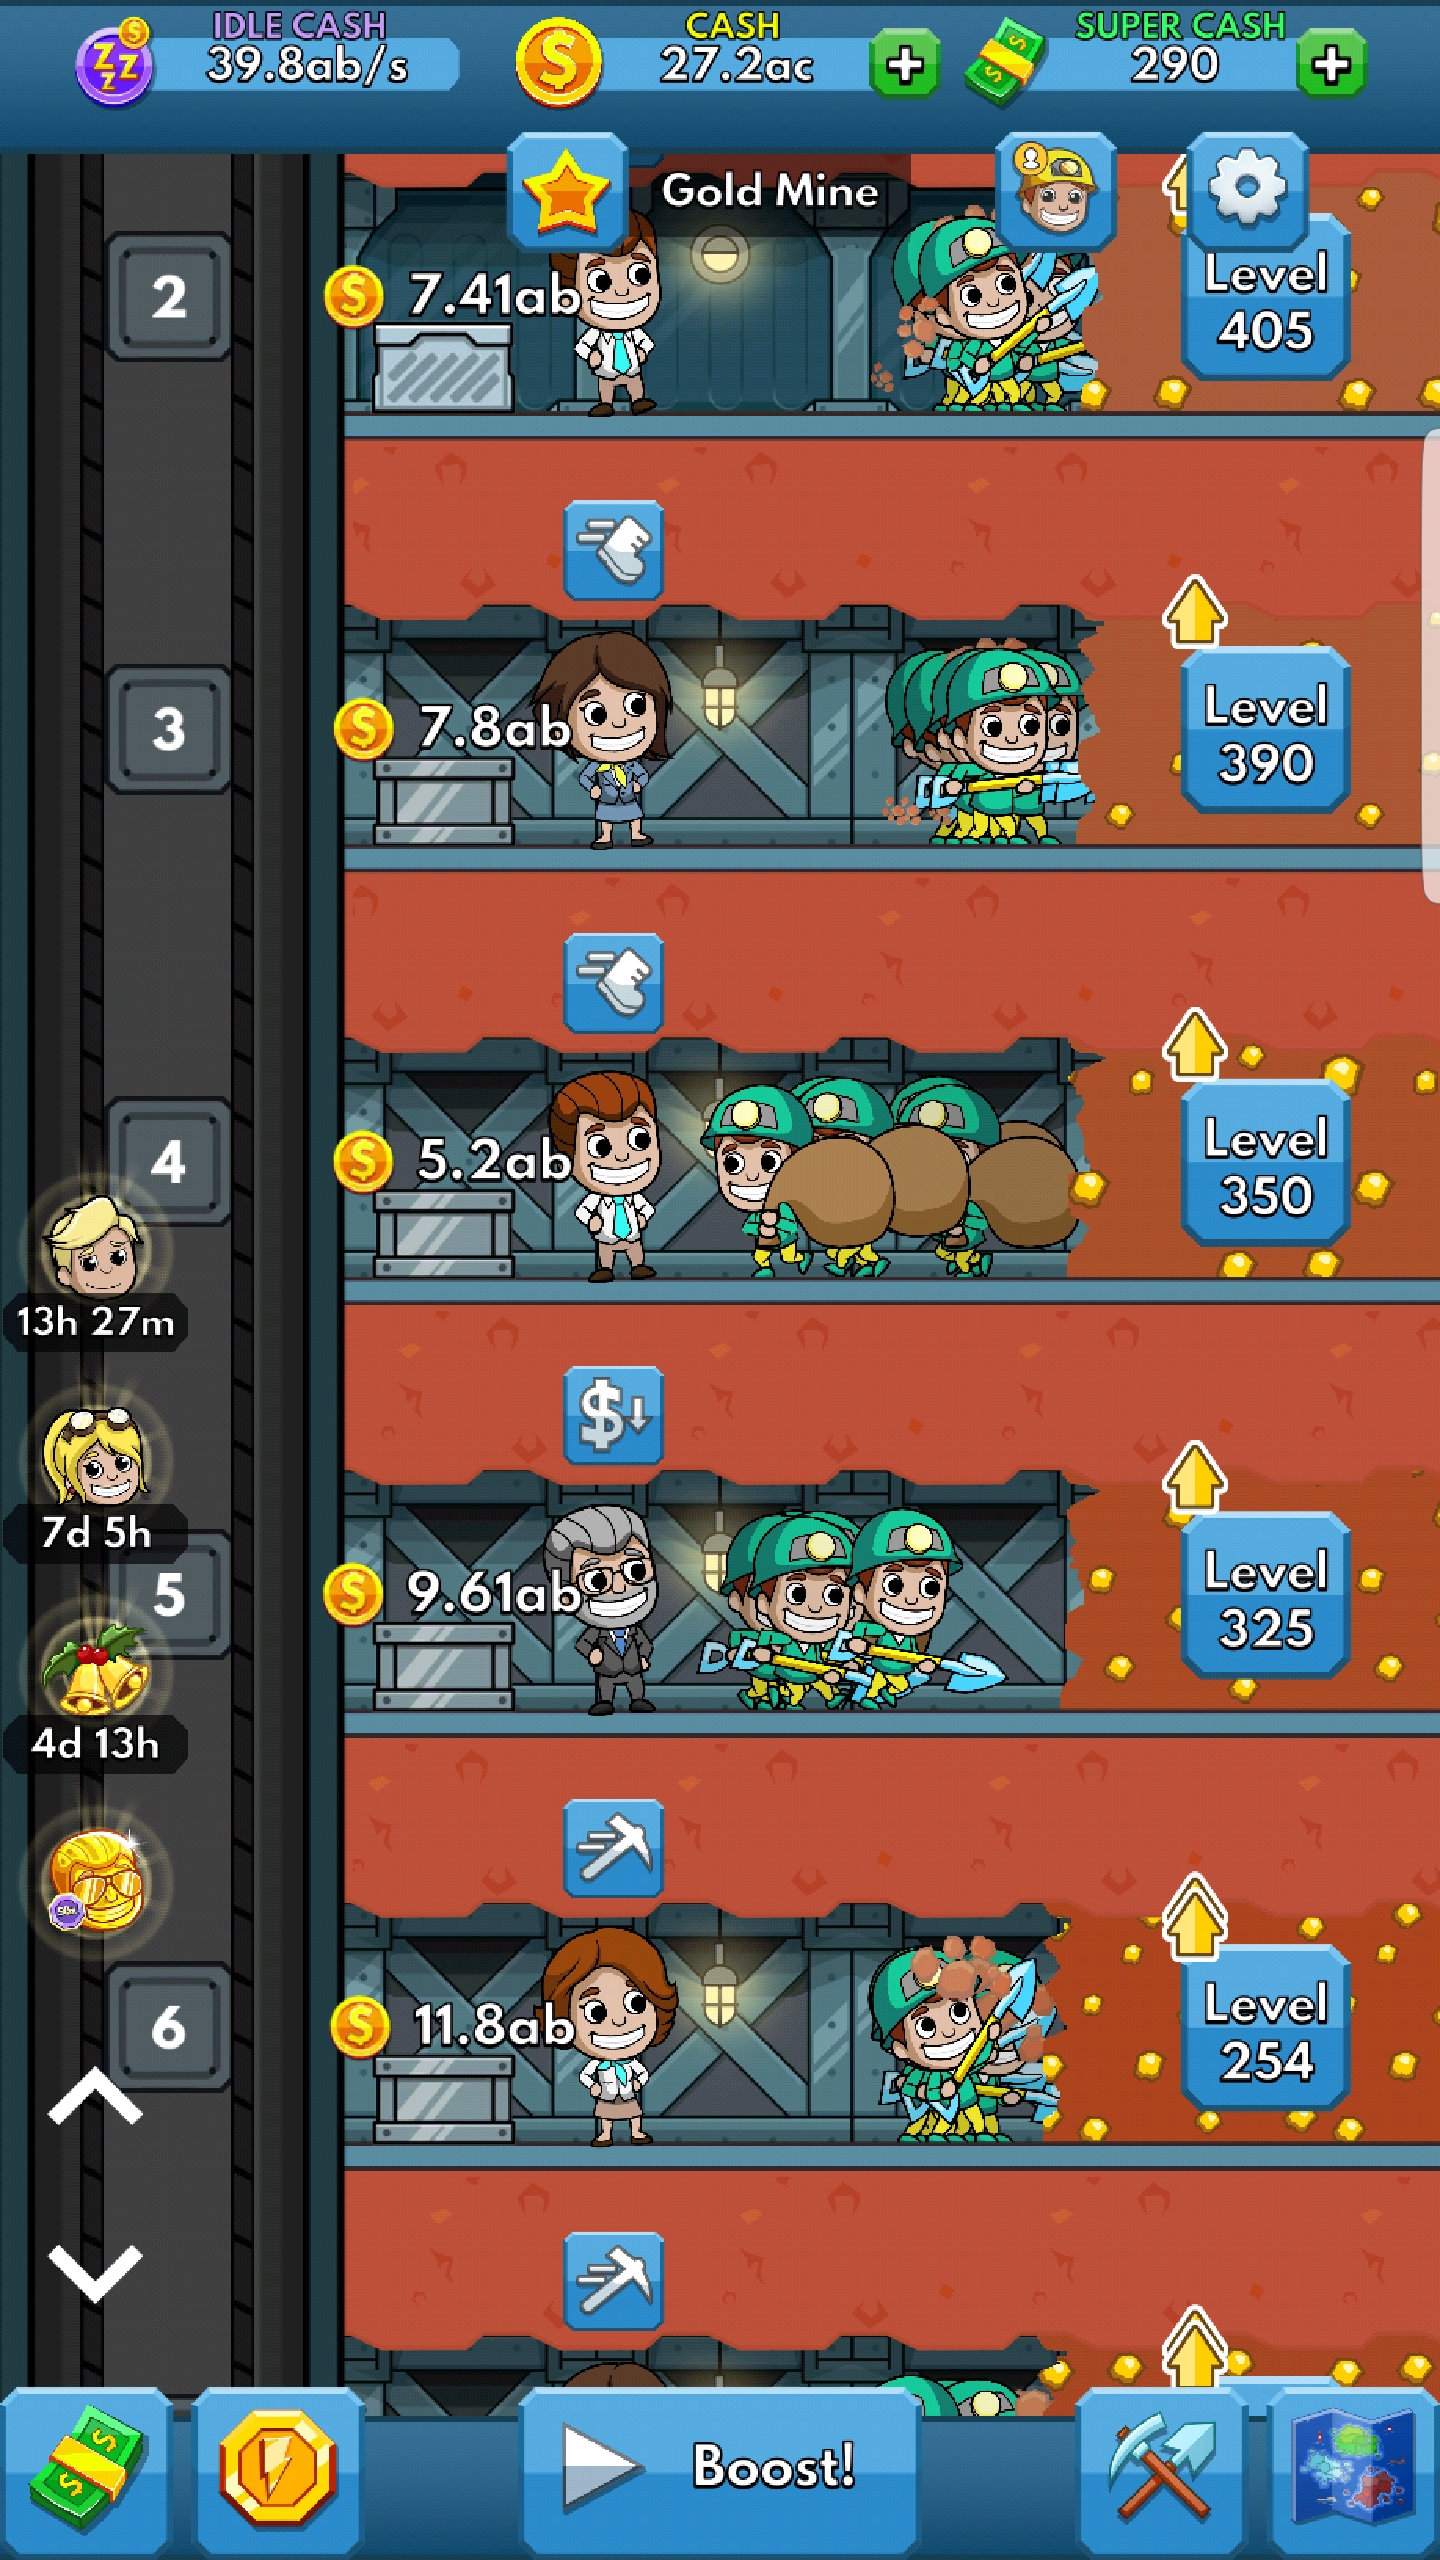 IDLE CASH
39.8ab/s
CASH
27.2ac
SUPER CASH
290
Gold Mine
2
7.41ab
Level
405
3
7.8ab
Level
390
4
5.2ab
Level
350
13h 27m
7d 5h
5
9.61ab
Level
325
4d 13h
6
11.8ab
Level
254
Boost!